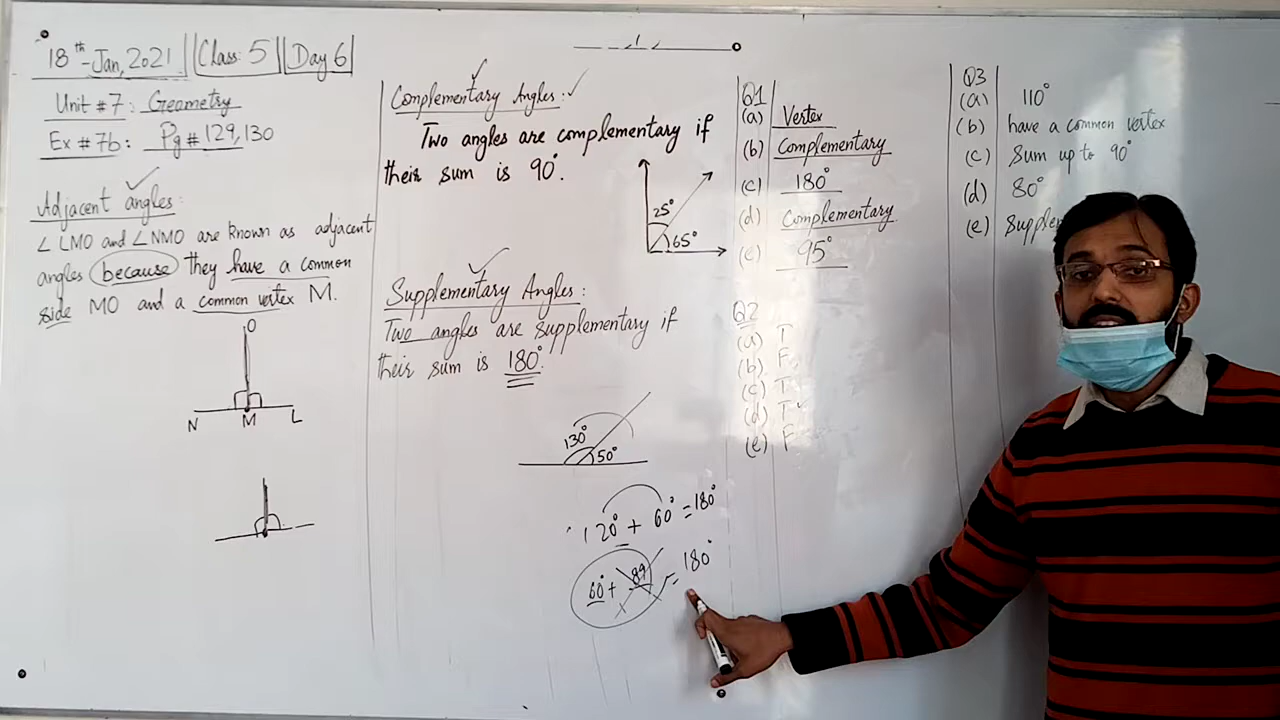 18th-Jan, 2021 Class: 5 Day 6
Unit # 7: Geometry
Ex # 7b: Pg # 129, 130
Adjacent angles:
∠ LMO and ∠NMO are known as adjacent
angles because they have a common
side MO and a common vertex M.
O
N M L
Complementary Angles:
Two angles are complementary if
their sum is 90°.
25°
65°
Supplementary Angles:
Two angles are supplementary if
their sum is 180°.
130°
50°
120° + 60° = 180°
60° + 89 = 180°
Q1
(a) Vertex
(b) Complementary
(c) 180°
(d) Complementary
(e) 95°
Q2
(a) T
(b) F
(c) T
(d) T
(e) F
Q3
(a) 110°
(b) have a common vertex
(c) Sum up to 90°
(d) 80°
(e) Supplem